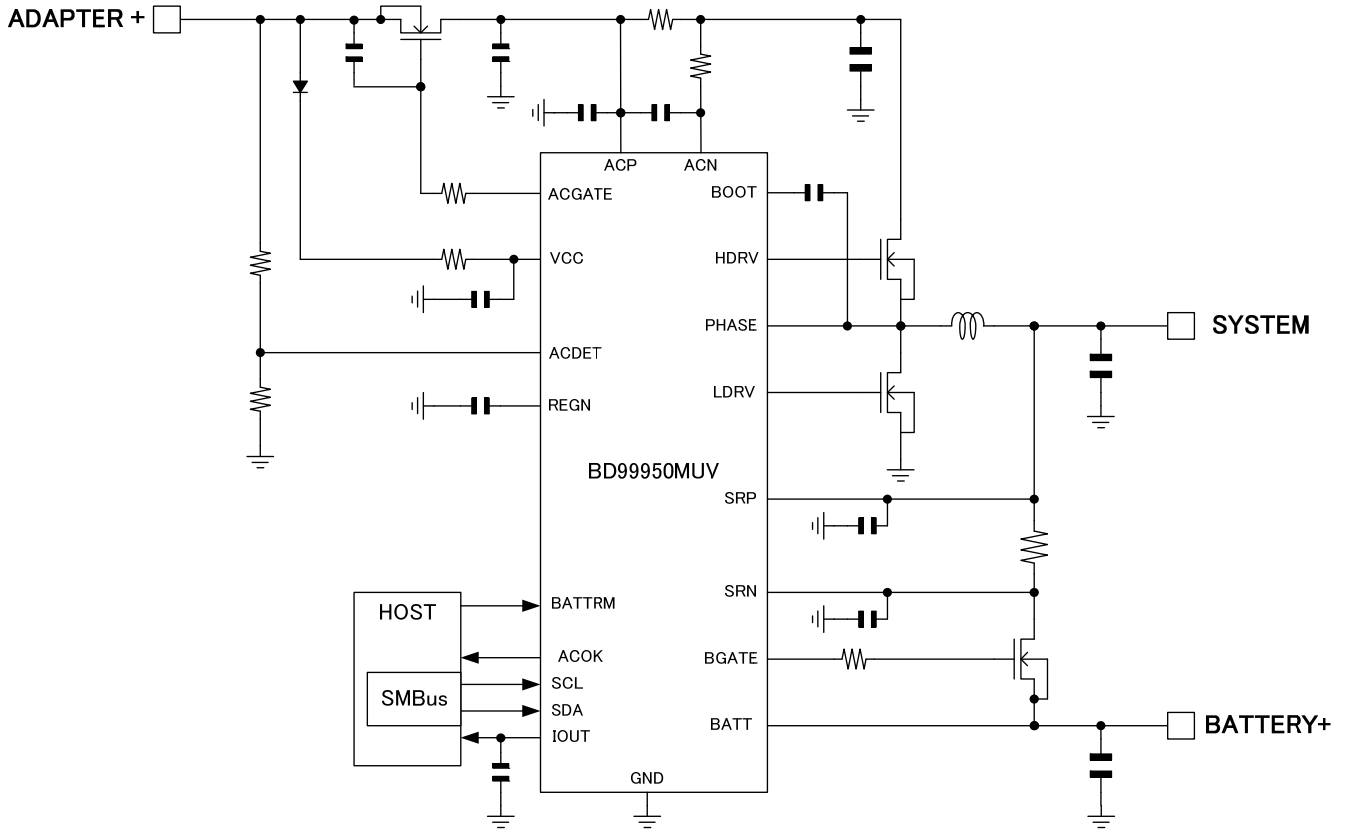 ADAPTER +
ACP
ACN
ACGATE
BOOT
VCC
HDRV
PHASE
SYSTEM
ACDET
LDRV
REGN
BD99950MUV
SRP
SRN
HOST
BATTRM
ACOK
BGATE
SCL
SMBus
SDA
BATT
BATTERY+
IOUT
GND